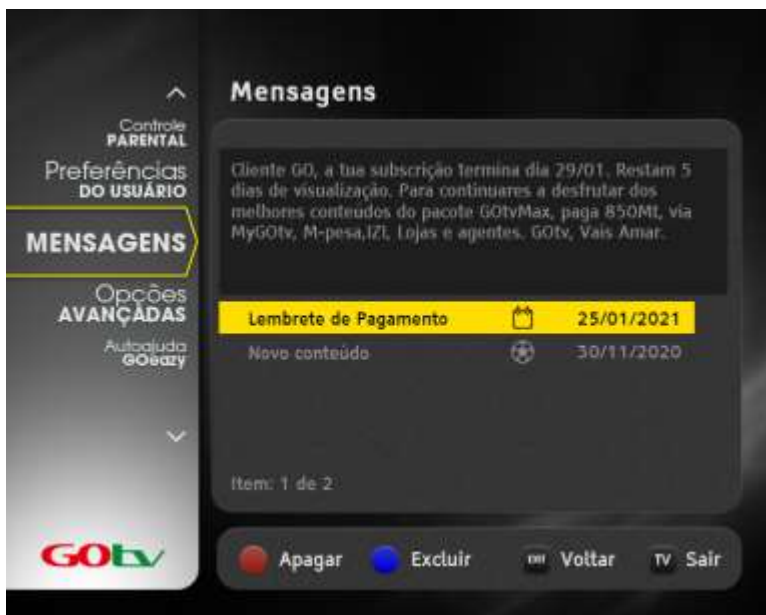 Mensagens
Controle
PARENTAL
Preferências
DO USUÁRIO
MENSAGENS
Opções
AVANÇADAS
Autoajuda
GOeazy
Cliente GO, a tua subscrição termina dia 29/01. Restam 5
dias de visualização. Para continuares a desfrutar dos
melhores conteúdos do pacote GOtvMax, paga 850Mt, via
MyGOtv, M-pesa,IZI, Lojas e agentes. GOtv, Vais Amar.
Lembrete de Pagamento 25/01/2021
Novo conteúdo 30/11/2020
Item: 1 de 2
GOtv
Apagar Excluir Voltar TV Sair